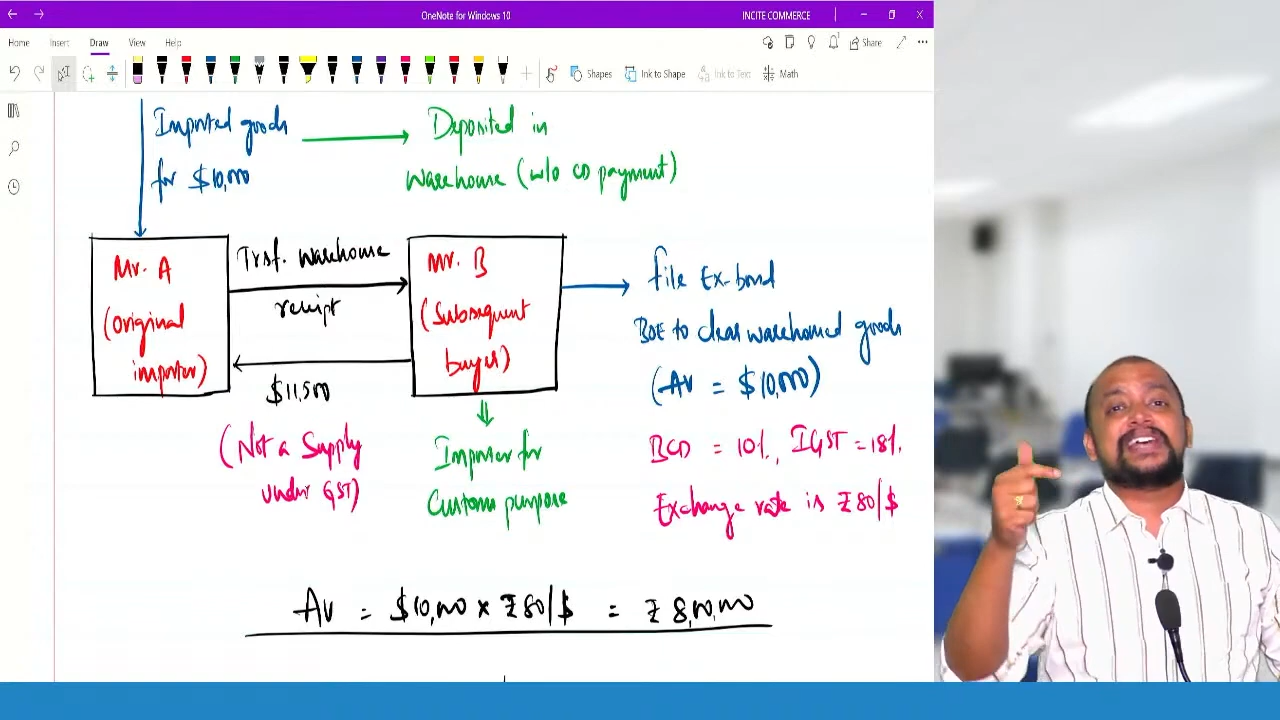 OneNote for Windows 10
INCITE COMMERCE
Home Insert Draw View Help
Share
Shapes Ink to Shape Ink to Text Math
Imported goods
for $10,000
Deposited in
warehouse (w/o CD payment)
Mr. A
(Original
importer)
Trsf. warehouse
receipt
$11,500
(Not a Supply
under GST)
Mr. B
(Subsequent
buyer)
Importer for
Custom purpose
file Ex-bond
BOE to clear warehoused goods
(AV = $10,000)
BCD = 10%, IGST = 18%.
Exchange rate is ₹80/$
AV = $10,000 x ₹80/$ = ₹8,00,000